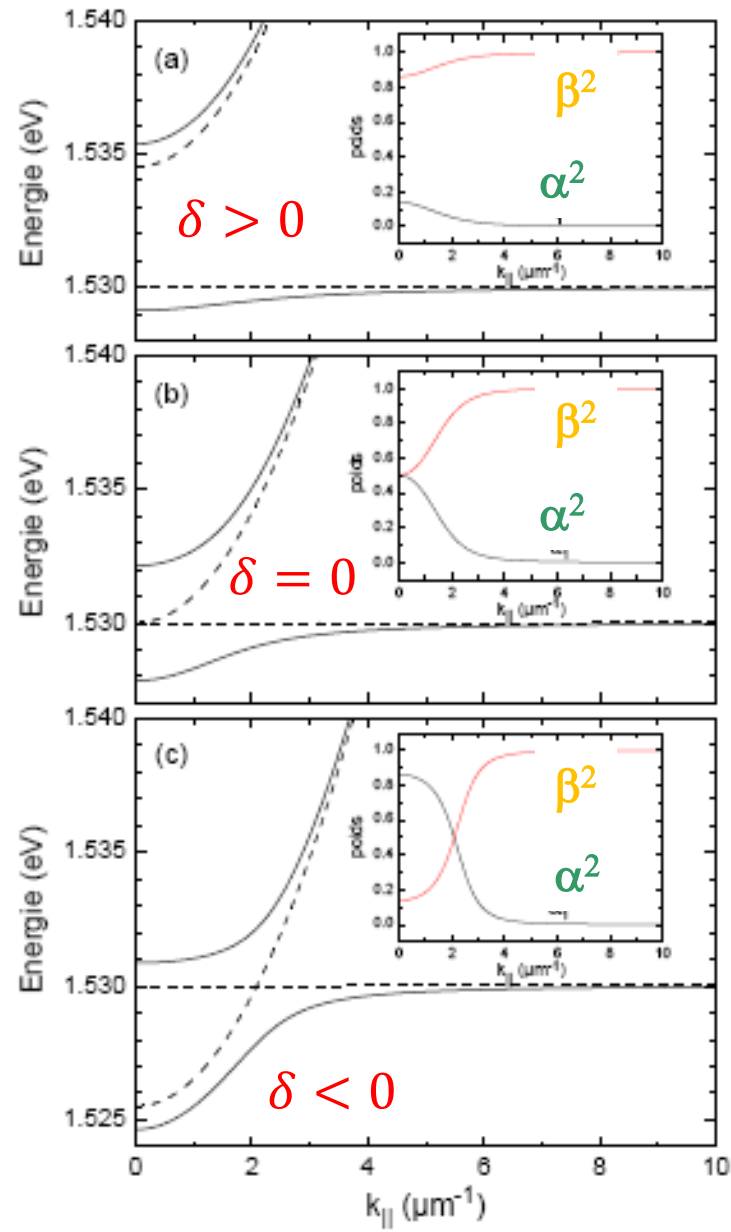 1.540
(a)
Energie (eV)
1.535
1.530
δ > 0
1.0
0.8
0.6
0.4
0.2
0.0
poids
β²
α²
0 2 4 6 8 10
k|| (µm⁻¹)
1.540
(b)
Energie (eV)
1.535
1.530
δ = 0
1.0
0.8
0.6
0.4
0.2
0.0
poids
β²
α²
0 2 4 6 8 10
k|| (µm⁻¹)
1.540
(c)
Energie (eV)
1.535
1.530
1.525
δ < 0
1.0
0.8
0.6
0.4
0.2
0.0
poids
β²
α²
0 2 4 6 8 10
k|| (µm⁻¹)
0 2 4 6 8 10
k|| (µm⁻¹)